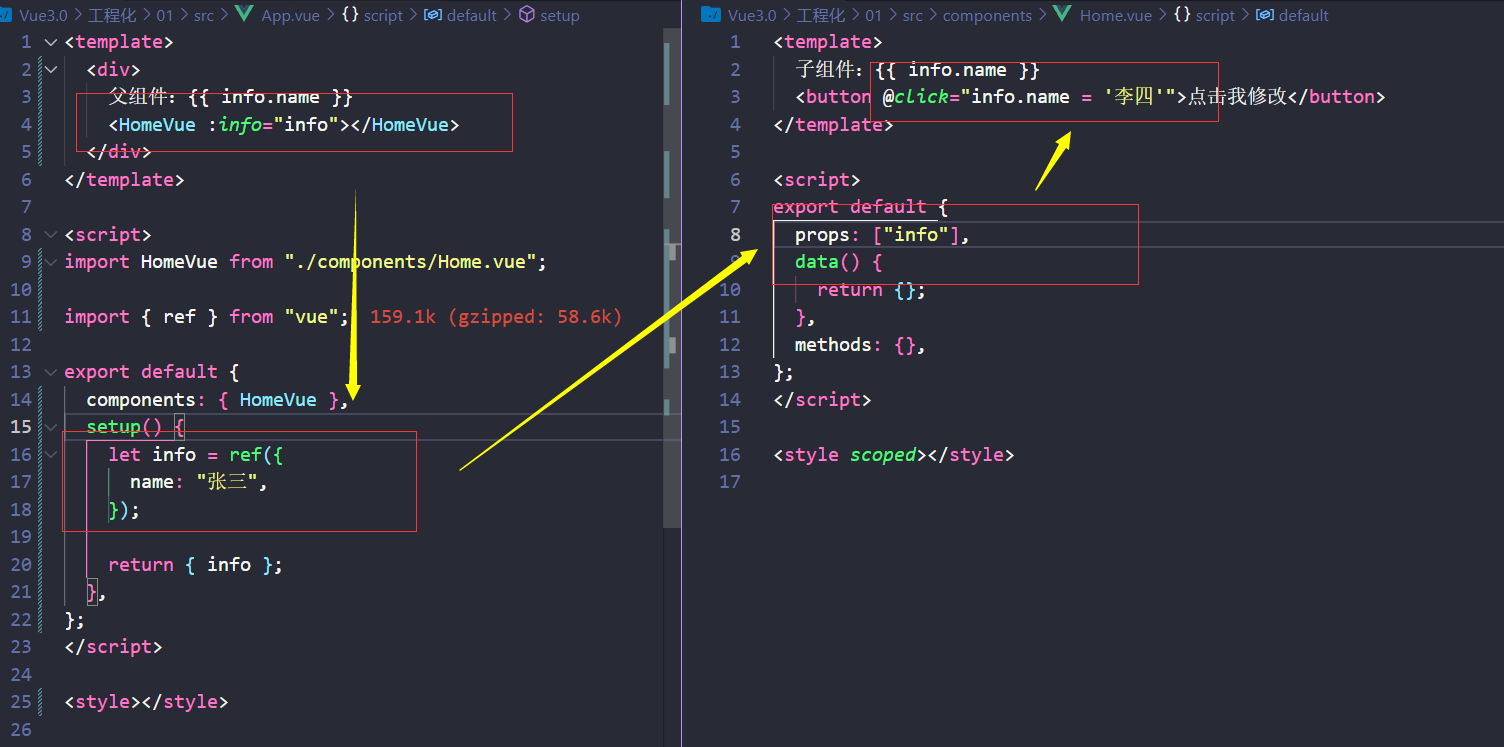 Vue3.0 > 工程化 > 01 > src > App.vue > {} script > default > setup
1 <template>
2 <div>
3 父组件: {{ info.name }}
4 <HomeVue :info="info"></HomeVue>
5 </div>
6 </template>
7
8 <script>
9 import HomeVue from "./components/Home.vue";
10
11 import { ref } from "vue"; 159.1k (gzipped: 58.6k)
12
13 export default {
14 components: { HomeVue },
15 setup() {
16 let info = ref({
17 name: "张三",
18 });
19
20 return { info };
21 },
22 };
23 </script>
24
25 <style></style>
26
Vue3.0 > 工程化 > 01 > src > components > Home.vue > {} script > default
1 <template>
2 子组件: {{ info.name }}
3 <button @click="info.name = '李四'">点击我修改</button>
4 </template>
5
6 <script>
7 export default {
8 props: ["info"],
9 data() {
10 return {};
11 },
12 methods: {},
13 };
14 </script>
15
16 <style scoped></style>
17